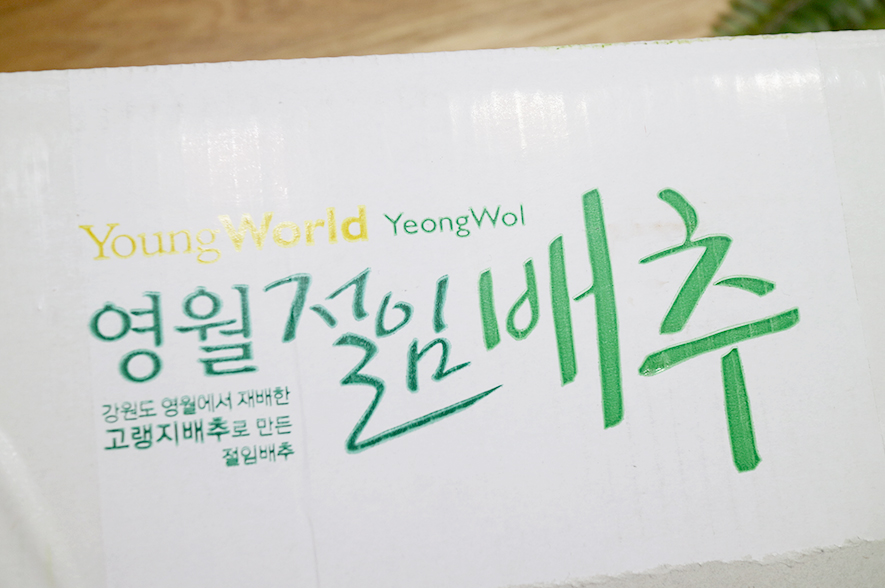 YoungWorld YeongWol
영월절임배추
강원도 영월에서 재배한
고랭지배추로 만든
절임배추